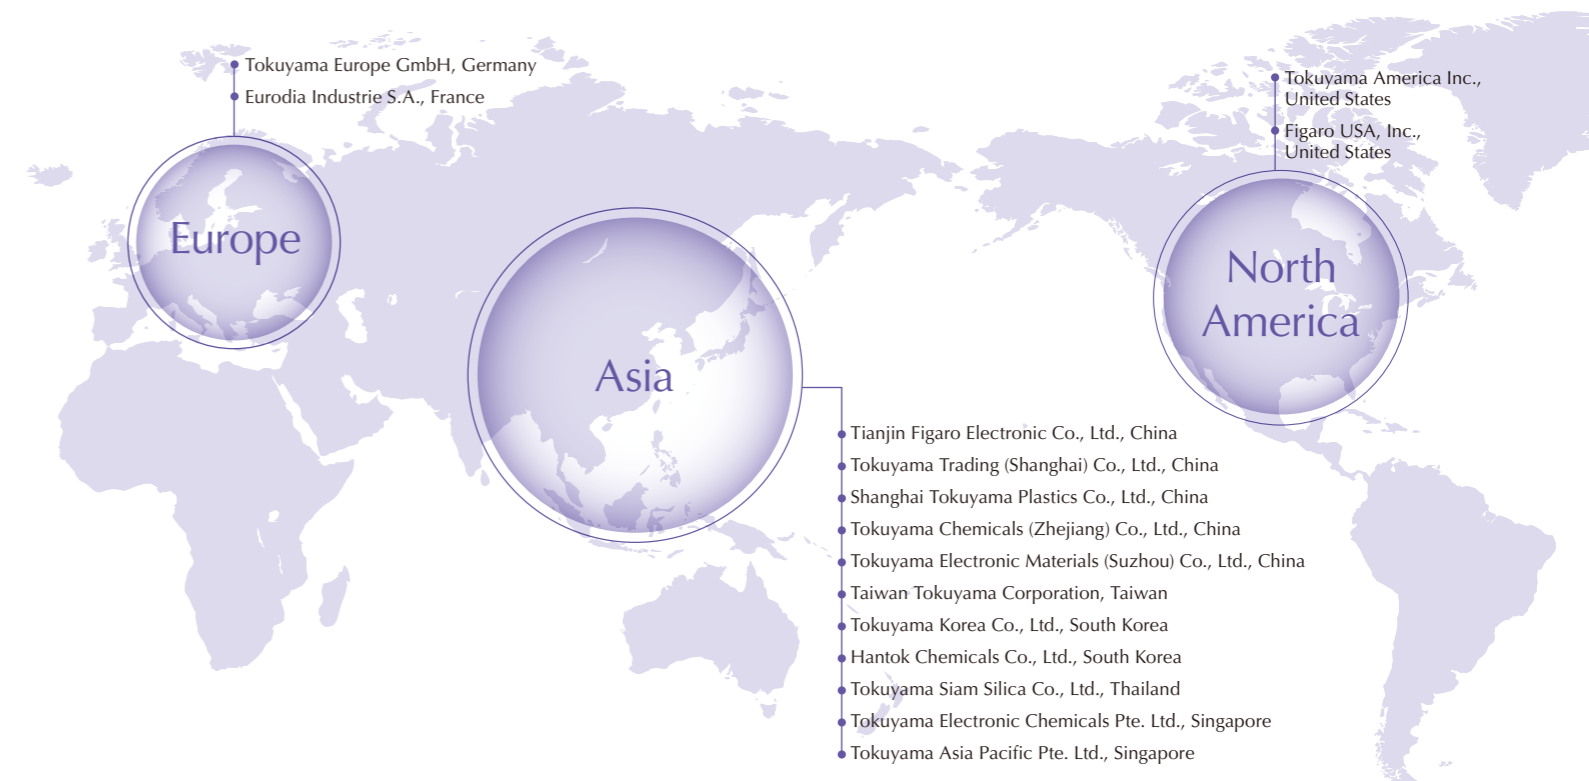 Tokuyama Europe GmbH, Germany
Eurodia Industrie S.A., France
Europe
Asia
Tokuyama America Inc.,
United States
Figaro USA, Inc.,
United States
North
America
Tianjin Figaro Electronic Co., Ltd., China
Tokuyama Trading (Shanghai) Co., Ltd., China
Shanghai Tokuyama Plastics Co., Ltd., China
Tokuyama Chemicals (Zhejiang) Co., Ltd., China
Tokuyama Electronic Materials (Suzhou) Co., Ltd., China
Taiwan Tokuyama Corporation, Taiwan
Tokuyama Korea Co., Ltd., South Korea
Hantok Chemicals Co., Ltd., South Korea
Tokuyama Siam Silica Co., Ltd., Thailand
Tokuyama Electronic Chemicals Pte. Ltd., Singapore
Tokuyama Asia Pacific Pte. Ltd., Singapore